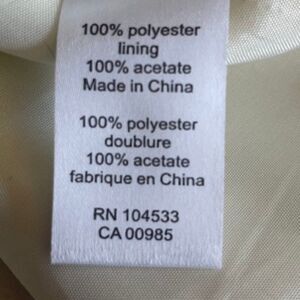 100% polyester
lining
100% acetate
Made in China
100% polyester
doublure
100% acetate
fabrique en China
RN 104533
CA 00985